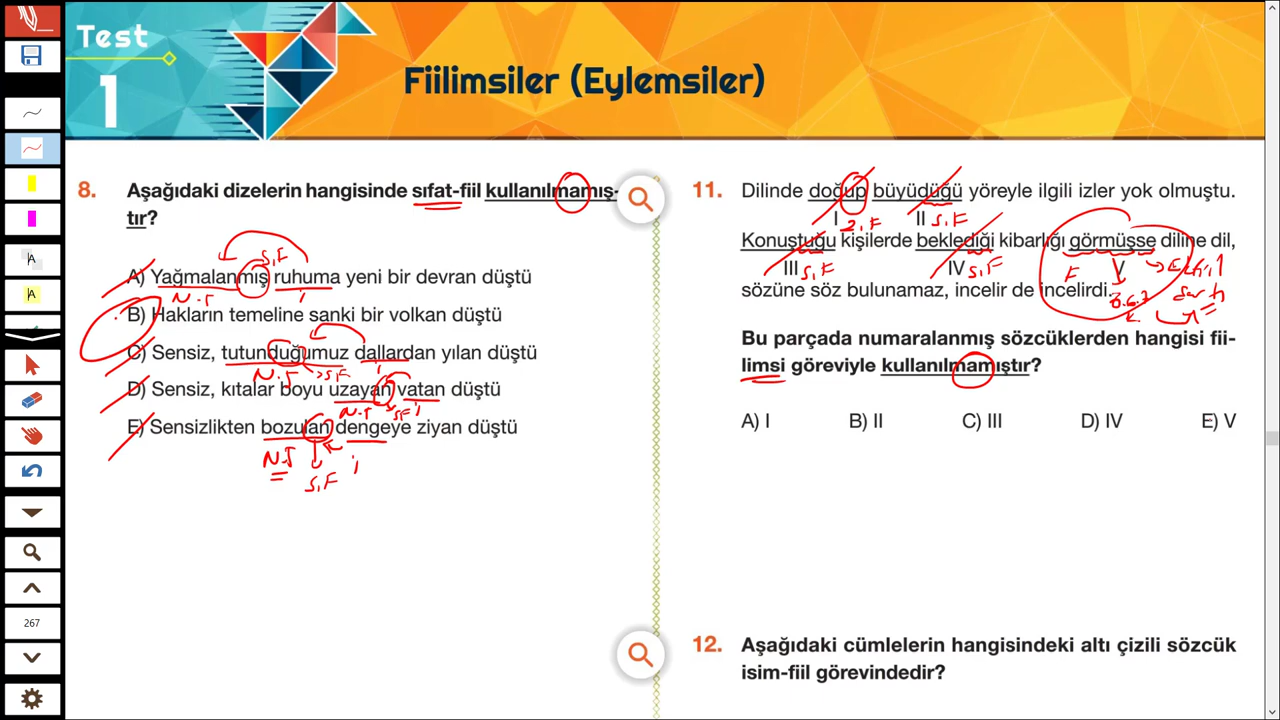 Test
1
Fiilimsiler (Eylemsiler)
8. Aşağıdaki dizelerin hangisinde sıfat-fiil kullanılmamış-
tır?
S.F
A) Yağmalanmış ruhuma yeni bir devran düştü
N.S i
B) Hakların temeline sanki bir volkan düştü
C) Sensiz, tutunduğumuz dallardan yılan düştü
N.S S.F i
D) Sensiz, kıtalar boyu uzayan vatan düştü
N.S S.F i
E) Sensizlikten bozulan dengeye ziyan düştü
N.S i
S.F
11. Dilinde doğup büyüdüğü yöreyle ilgili izler yok olmuştu.
I Z.F II S.F
Konuştuğu kişilerde beklediği kibarlığı görmüşse diline dil,
III S.F IV S.F F V
sözüne söz bulunamaz, incelir de incelirdi.
Bu parçada numaralanmış sözcüklerden hangisi fii-
limsi göreviyle kullanılmamıştır?
A) I B) II C) III D) IV E) V
12. Aşağıdaki cümlelerin hangisindeki altı çizili sözcük
isim-fiil görevindedir?
A
A
267